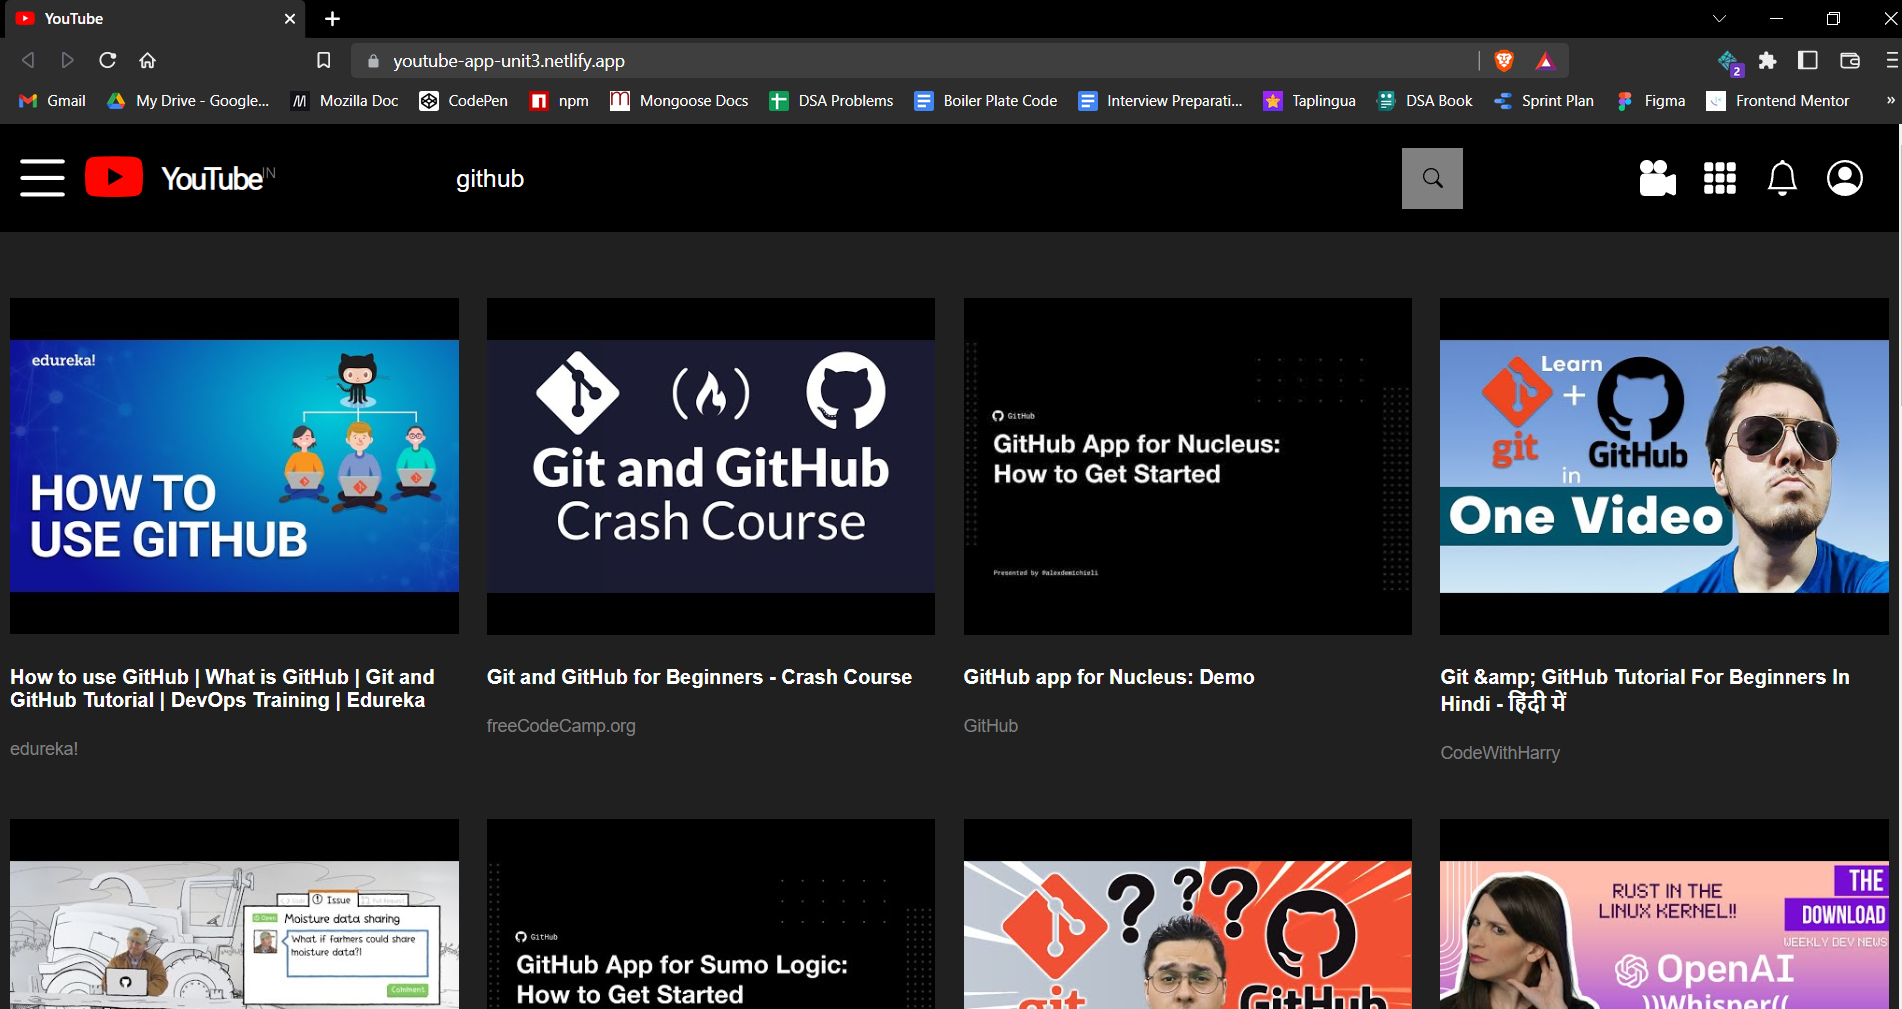 YouTube
youtube-app-unit3.netlify.app
2
Gmail
My Drive - Google...
Mozilla Doc
CodePen
npm
Mongoose Docs
DSA Problems
Boiler Plate Code
Interview Preparati...
Taplingua
DSA Book
Sprint Plan
Figma
Frontend Mentor
»
YouTube IN
github
edureka!
HOW TO
USE GITHUB
Git and GitHub
Crash Course
GitHub
GitHub App for Nucleus:
How to Get Started
Presented by @alexdemichieli
Learn
+
git
GitHub
in
One Video
How to use GitHub | What is GitHub | Git and
GitHub Tutorial | DevOps Training | Edureka
edureka!
Git and GitHub for Beginners - Crash Course
freeCodeCamp.org
GitHub app for Nucleus: Demo
GitHub
Git &amp; GitHub Tutorial For Beginners In
Hindi - हिंदी में
CodeWithHarry
Issue
Open
Moisture data sharing
What if farmers could share
moisture data?!
Comment
GitHub
GitHub App for Sumo Logic:
How to Get Started
???
git
GitHub
THE
DOWNLOAD
WEEKLY DEV NEWS
RUST IN THE
LINUX KERNEL!!
OpenAI
))Whisper((